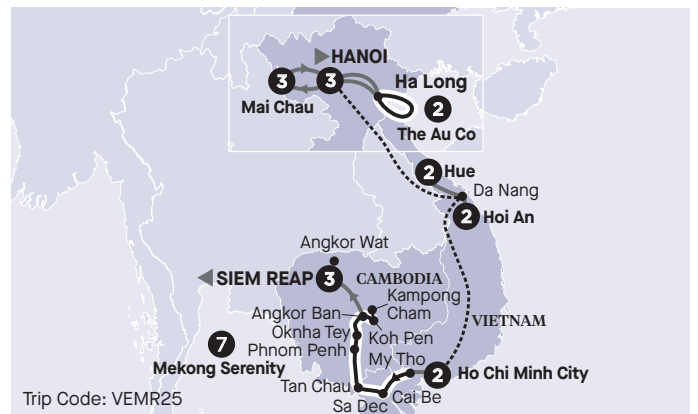 HANOI
3
3
Mai Chau
Ha Long
2
The Au Co
2 Hue
Da Nang
2 Hoi An
Angkor Wat
SIEM REAP 3
CAMBODIA
Kampong
Cham
Angkor Ban
Oknha Tey
Koh Pen
Phnom Penh
My Tho
VIETNAM
7
Mekong Serenity
2 Ho Chi Minh City
Tan Chau
Cai Be
Sa Dec
Trip Code: VEMR25